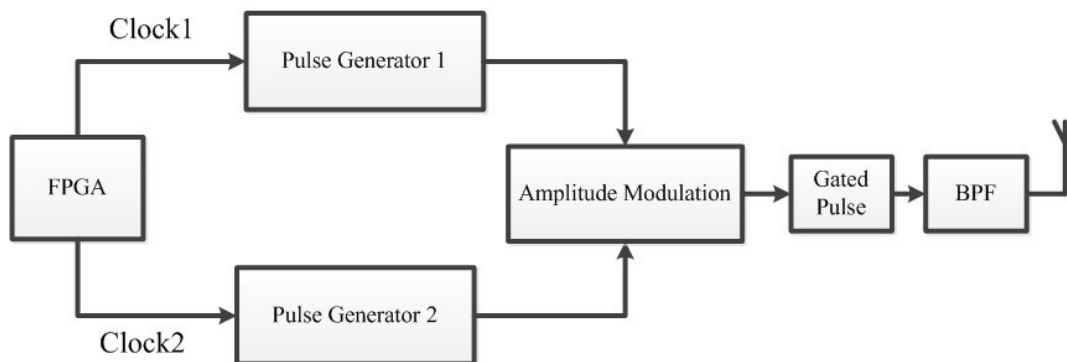 Clock1
Pulse Generator 1
FPGA
Amplitude Modulation
Gated
Pulse
BPF
Pulse Generator 2
Clock2